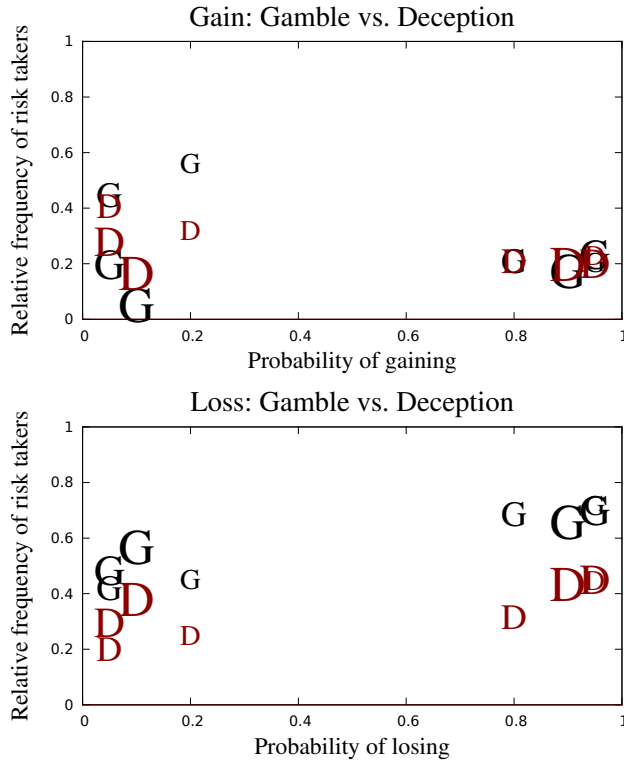 Gain: Gamble vs. Deception
Relative frequency of risk takers
1
0.8
0.6
0.4
0.2
0
G
D
G
D
D
G
D
G
G
D
G
D
G
D
G
D
0 0.2 0.4 0.6 0.8 1
Probability of gaining
Loss: Gamble vs. Deception
Relative frequency of risk takers
1
0.8
0.6
0.4
0.2
0
G
G
G
D
D
D
G
D
G
D
G
D
G
G
D
D
0 0.2 0.4 0.6 0.8 1
Probability of losing